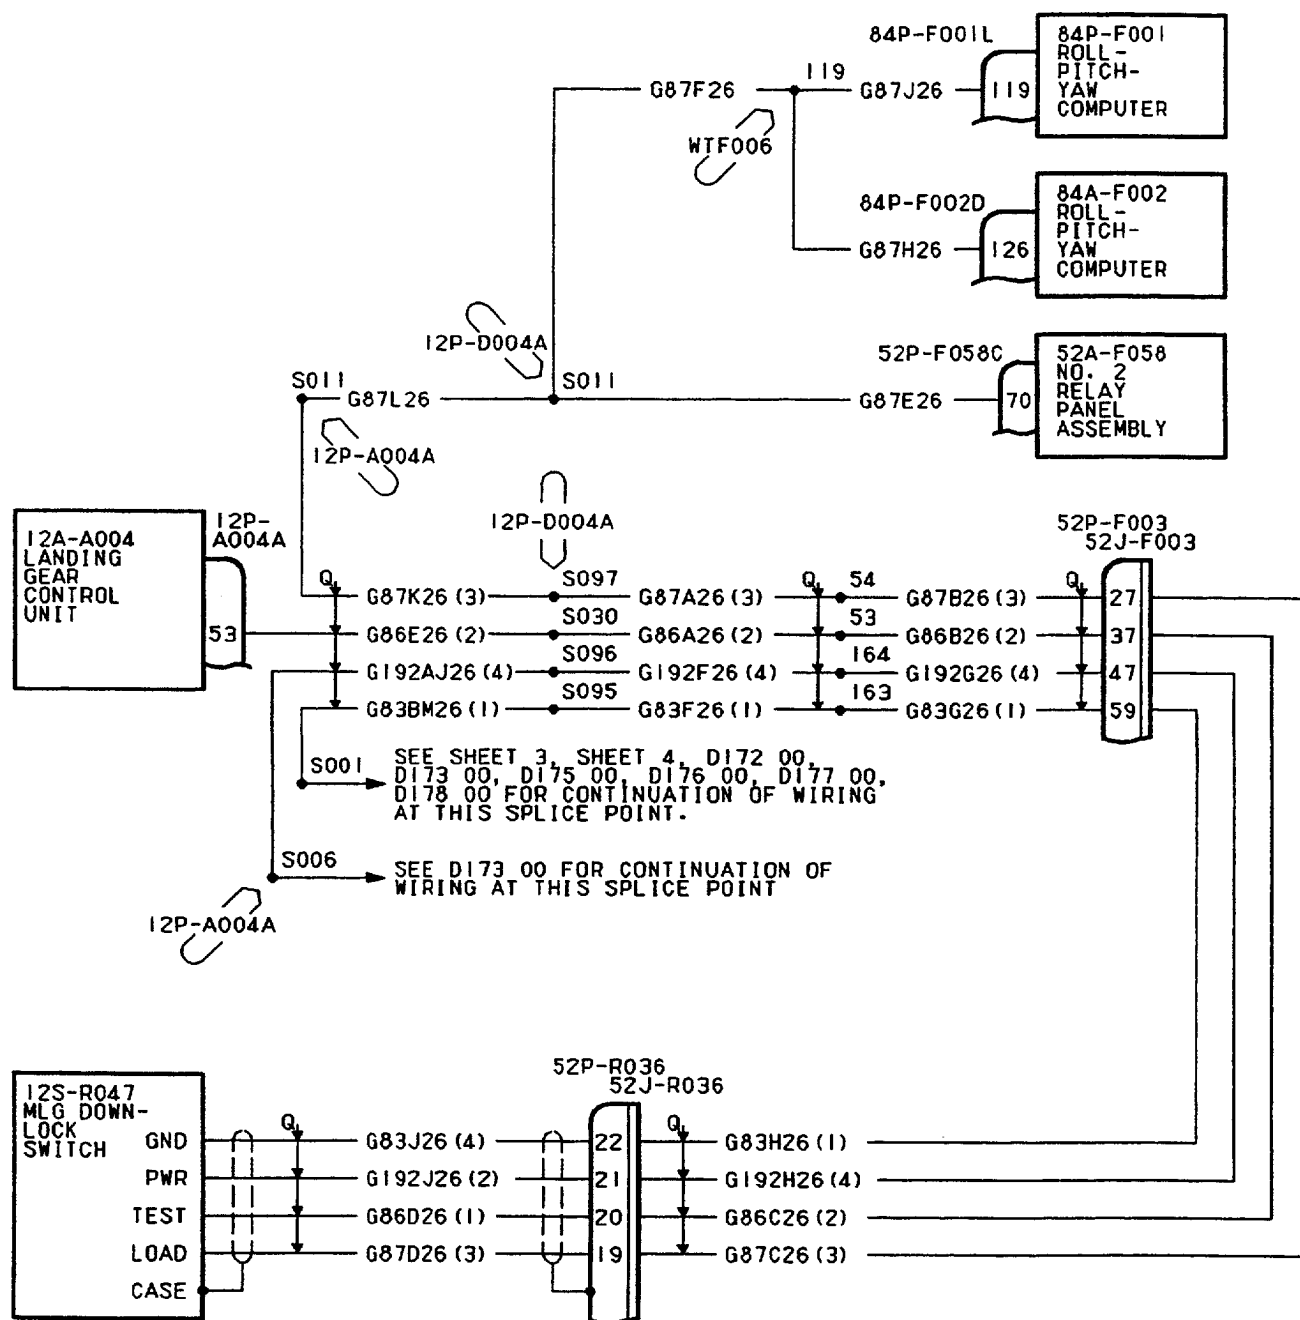 84P-F001L
84P-F001
ROLL-
PITCH-
YAW
COMPUTER
G87F26
119
G87J26
119
WTF006
84P-F002D
84A-F002
ROLL-
PITCH-
YAW
COMPUTER
G87H26
126
12P-D004A
52P-F058C
52A-F058
NO. 2
RELAY
PANEL
ASSEMBLY
S011
G87L26
S011
G87E26
70
12P-A004A
12A-A004
LANDING
GEAR
CONTROL
UNIT
12P-
A004A
53
12P-D004A
52P-F003
52J-F003
Q
G87K26(3)
S097
G87A26(3)
Q
54
G87B26(3)
Q
27
G86E26(2)
S030
G86A26(2)
53
G86B26(2)
37
G192AJ26(4)
S096
G192F26(4)
164
G192G26(4)
47
G83BM26(1)
S095
G83F26(1)
163
G83G26(1)
59
S001
SEE SHEET 3, SHEET 4, D172 00,
D173 00, D175 00, D176 00, D177 00,
D178 00 FOR CONTINUATION OF WIRING
AT THIS SPLICE POINT.
S006
SEE D173 00 FOR CONTINUATION OF
WIRING AT THIS SPLICE POINT
12P-A004A
12S-R047
MLG DOWN-
LOCK
SWITCH
52P-R036
52J-R036
GND
Q
G83J26(4)
22
Q
G83H26(1)
PWR
G192J26(2)
21
G192H26(4)
TEST
G86D26(1)
20
G86C26(2)
LOAD
G87D26(3)
19
G87C26(3)
CASE